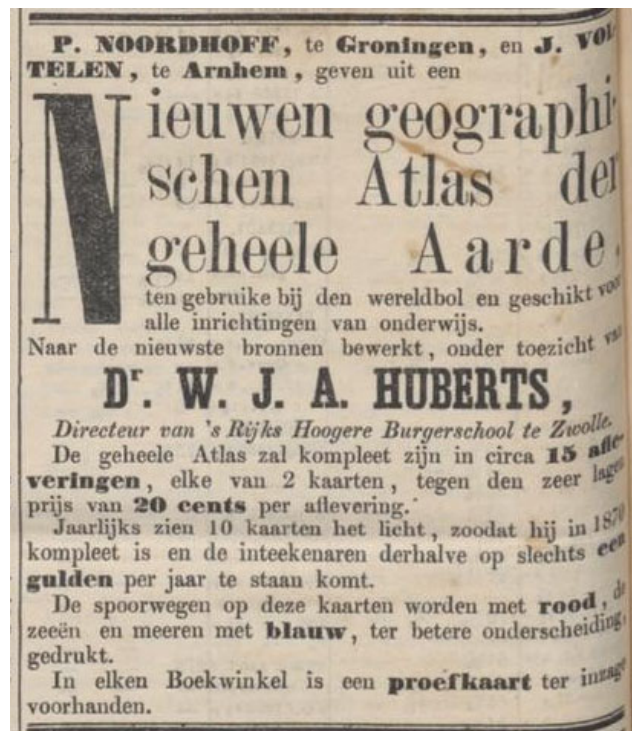 P. NOORDHOFF, te Groningen, en J. VOL-
TELEN, te Arnhem, geven uit een
Nieuwen geographi-
schen Atlas der
geheele Aarde.
ten gebruike bij den wereldbol en geschikt voor
alle inrichtingen van onderwijs.
Naar de nieuwste bronnen bewerkt, onder toezicht van
Dr. W. J. A. HUBERTS,
Directeur van 's Rijks Hoogere Burgerschool te Zwolle.
De geheele Atlas zal kompleet zijn in circa 15 afle-
veringen, elke van 2 kaarten, tegen den zeer lagen
prijs van 20 cents per aflevering.
Jaarlijks zien 10 kaarten het licht, zoodat hij in 1870
kompleet is en de inteekenaren derhalve op slechts een
gulden per jaar te staan komt.
De spoorwegen op deze kaarten worden met rood, de
zeeën en meeren met blauw, ter betere onderscheiding,
gedrukt.
In elken Boekwinkel is een proefkaart ter inzage
voorhanden.